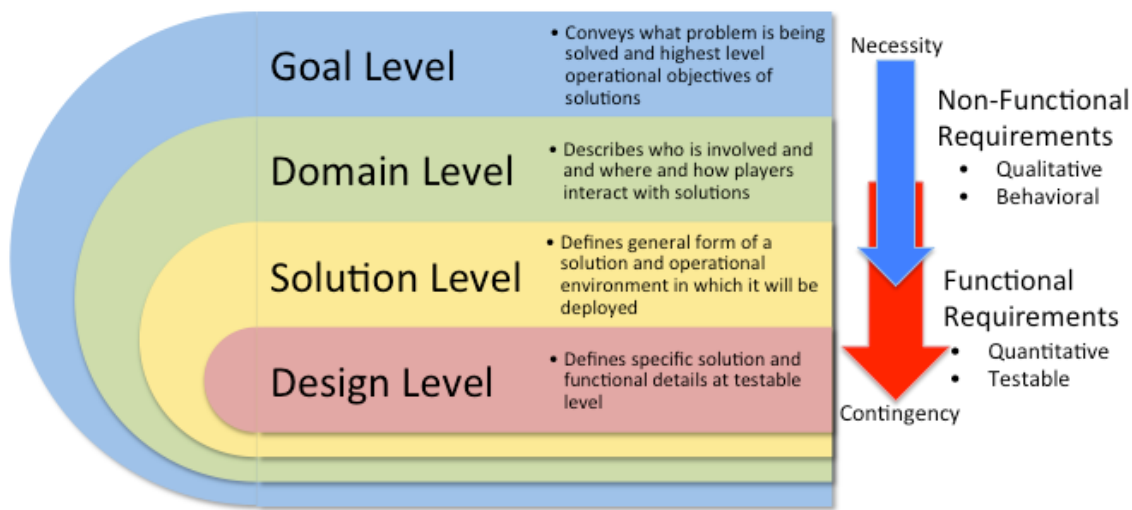 Goal Level
• Conveys what problem is being
solved and highest level
operational objectives of
solutions
Domain Level
• Describes who is involved and
and where and how players
interact with solutions
Solution Level
• Defines general form of a
solution and operational
environment in which it will be
deployed
Design Level
• Defines specific solution and
functional details at testable
level
Necessity
Non-Functional
Requirements
• Qualitative
• Behavioral
Functional
Requirements
• Quantitative
• Testable
Contingency